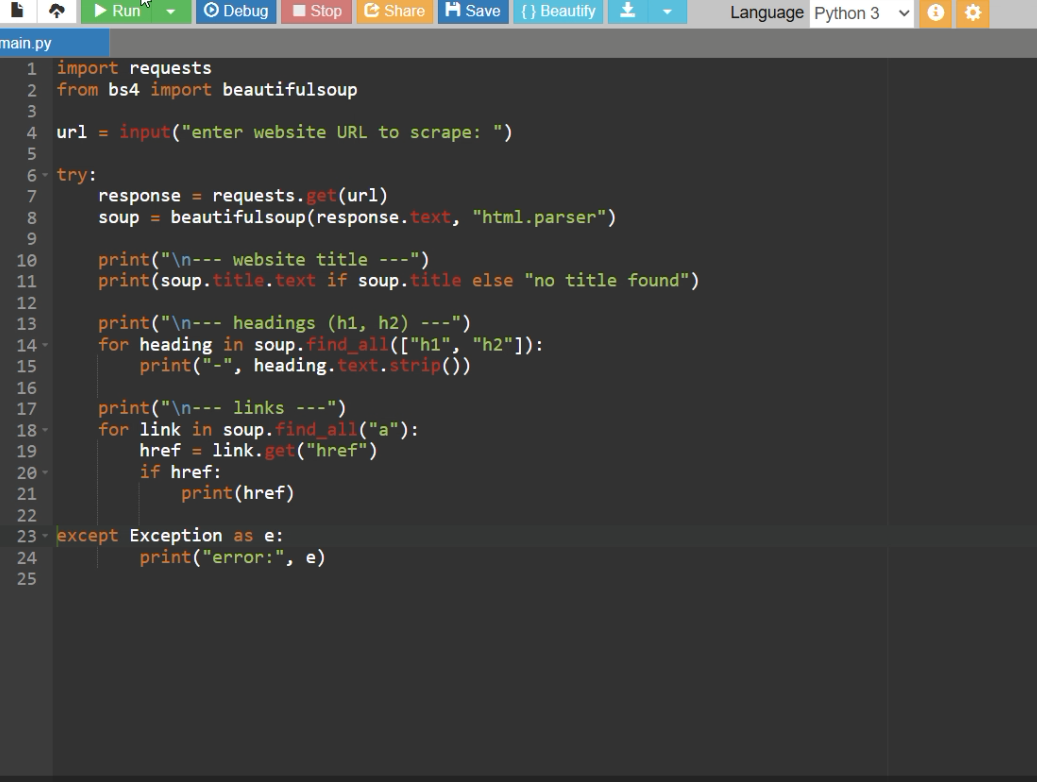 Run Debug Stop Share Save { } Beautify Language Python 3
main.py
1 import requests
2 from bs4 import beautifulsoup
3
4 url = input("enter website URL to scrape: ")
5
6 try:
7     response = requests.get(url)
8     soup = beautifulsoup(response.text, "html.parser")
9
10     print("\n--- website title ---")
11     print(soup.title.text if soup.title else "no title found")
12
13     print("\n--- headings (h1, h2) ---")
14     for heading in soup.find_all(["h1", "h2"]):
15         print("-", heading.text.strip())
16
17     print("\n--- links ---")
18     for link in soup.find_all("a"):
19         href = link.get("href")
20         if href:
21             print(href)
22
23 except Exception as e:
24         print("error:", e)
25